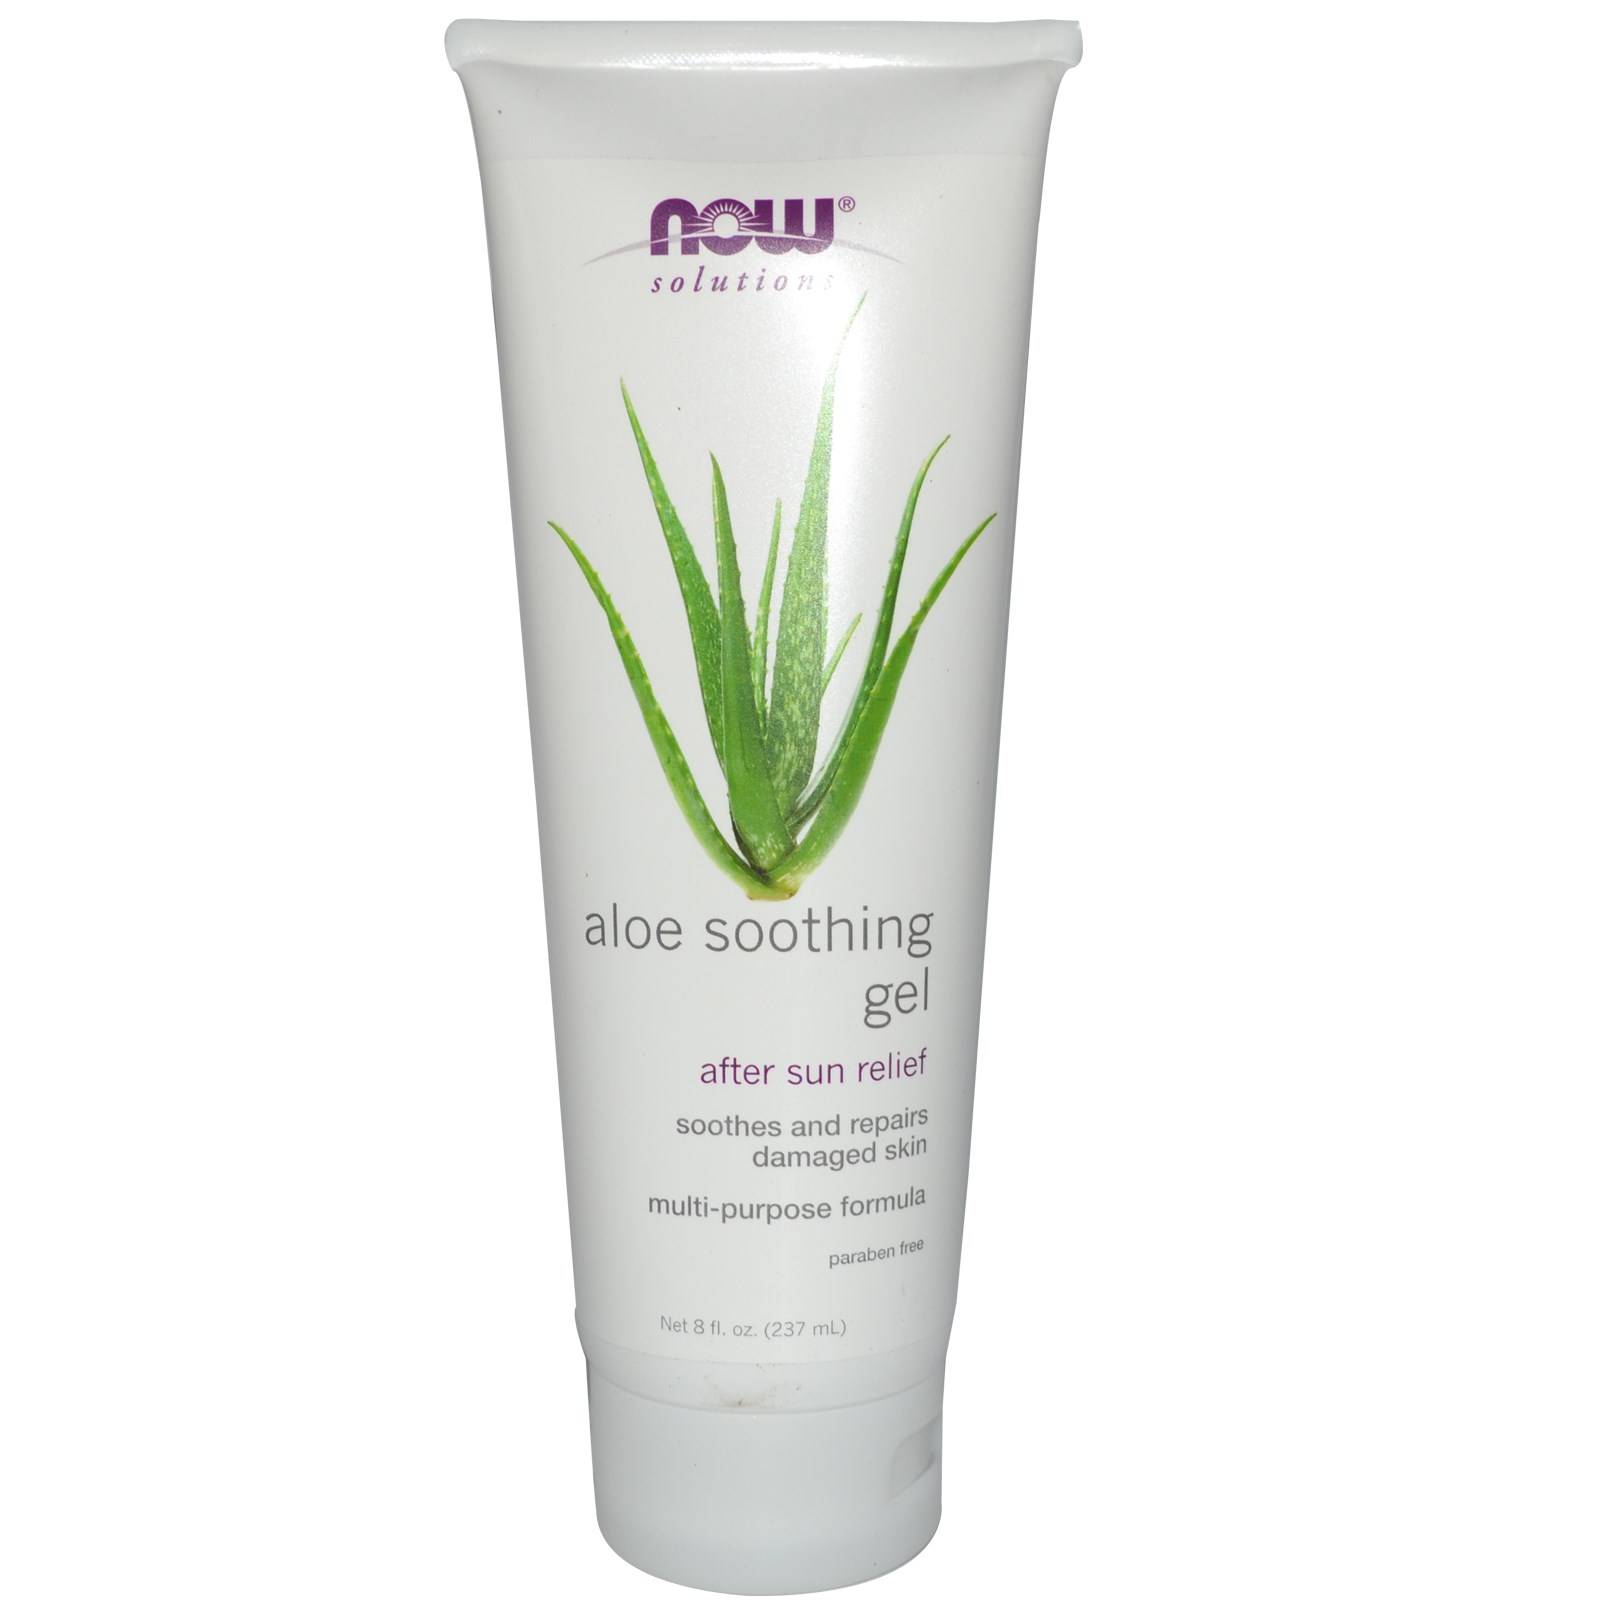 now®
solutions
aloe soothing
gel
after sun relief
soothes and repairs
damaged skin
multi-purpose formula
paraben free
Net 8 fl. oz. (237 mL)